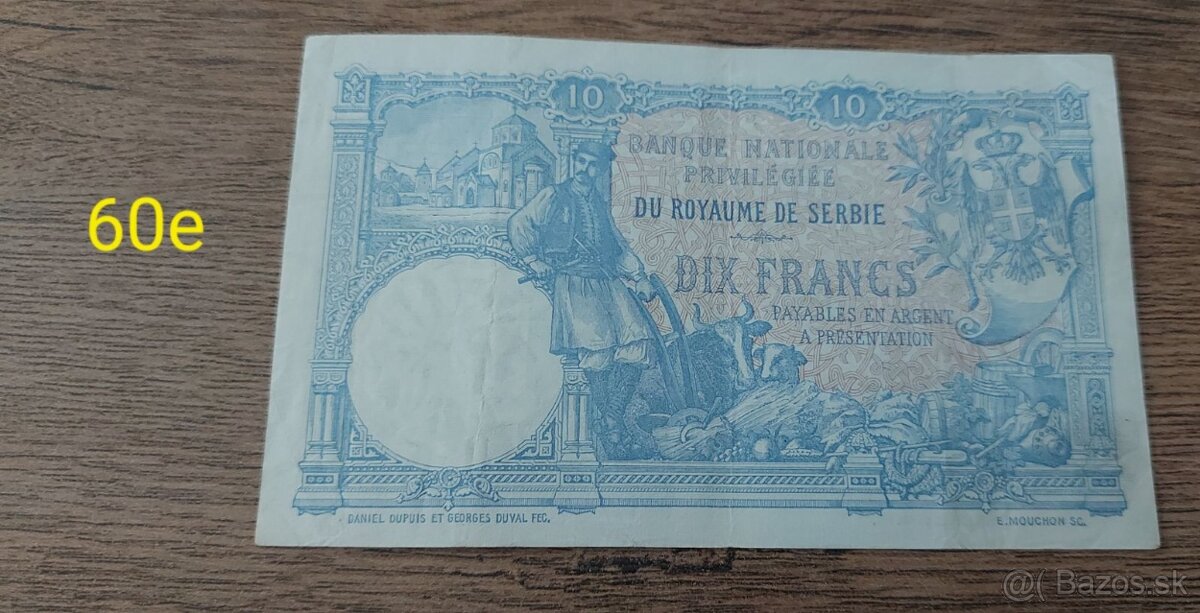 60e
10 10
BANQUE NATIONALE
PRIVILÉGIÉE
DU ROYAUME DE SERBIE
DIX FRANCS
PAYABLES EN ARGENT
A PRÉSENTATION
DANIEL DUPUIS ET GEORGES DUVAL FEC.
E. MOUCHON SC.
@( Bazos.sk